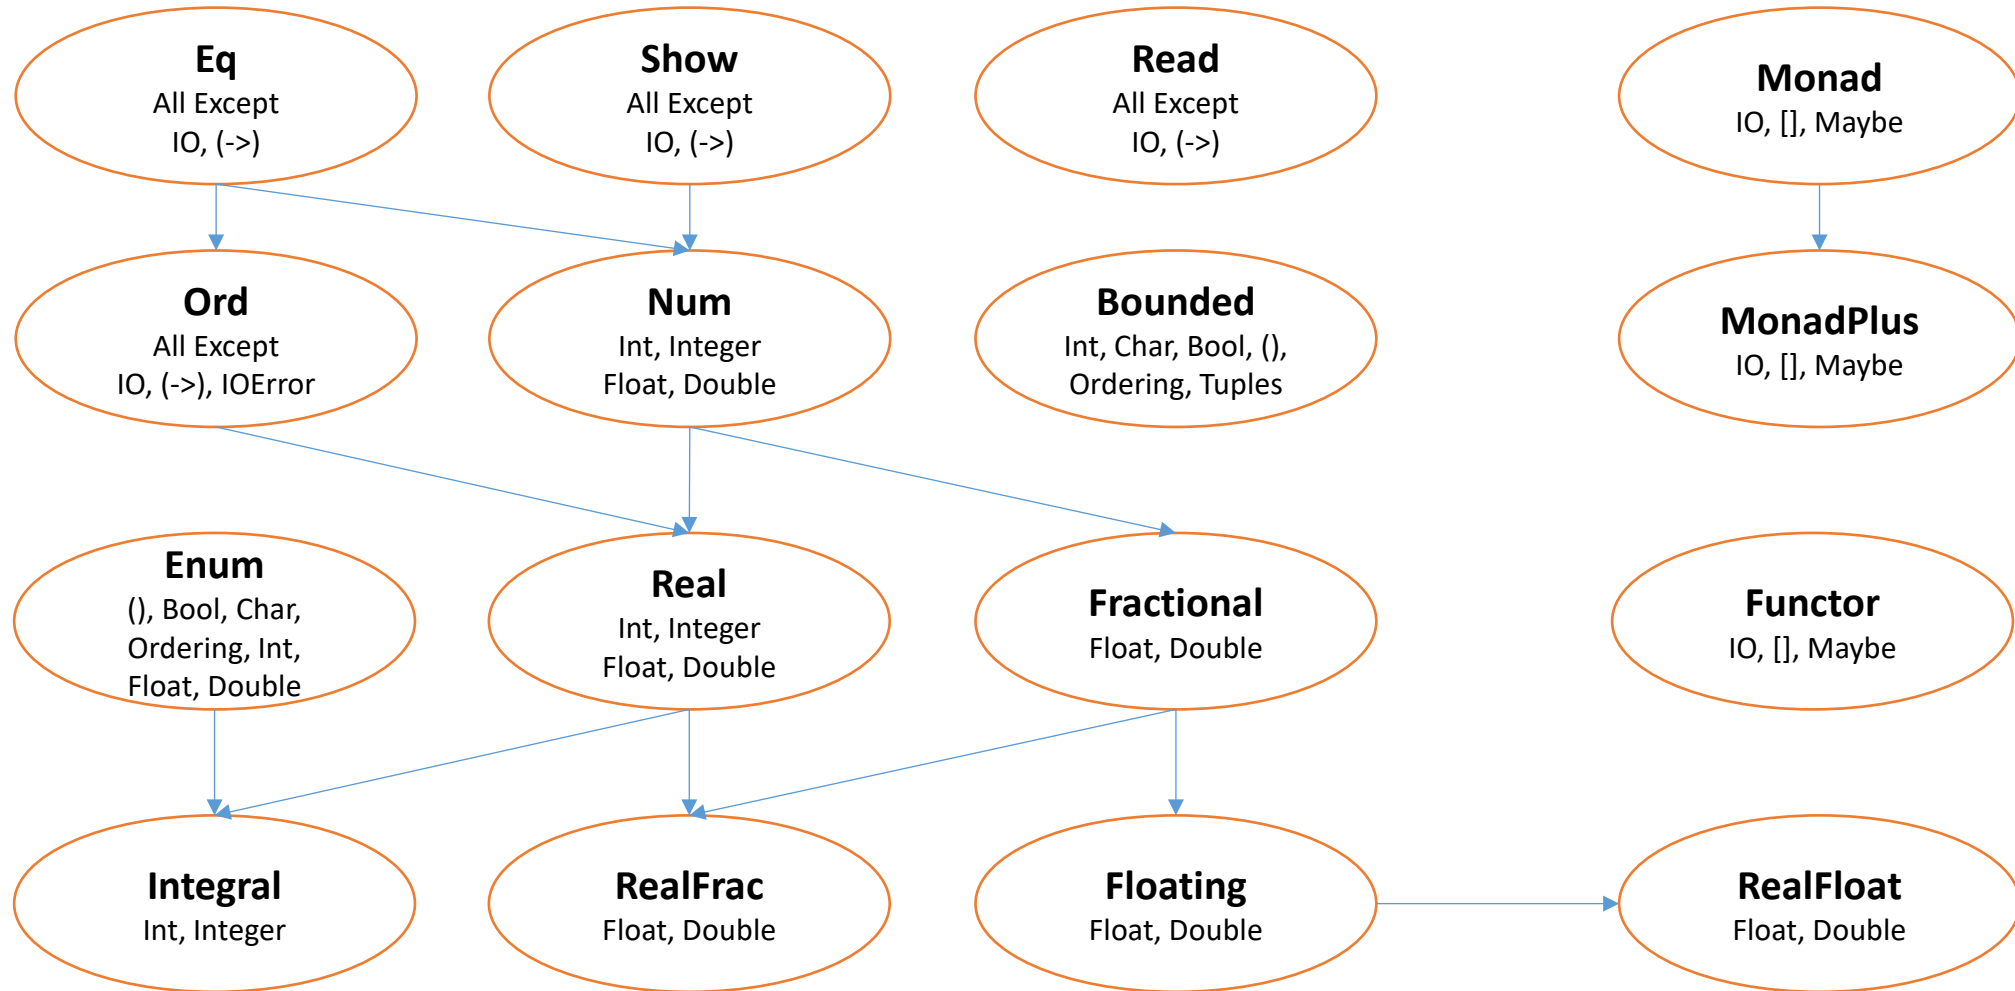 Eq
All Except
IO, (->)
Show
All Except
IO, (->)
Read
All Except
IO, (->)
Monad
IO, [], Maybe
Ord
All Except
IO, (->), IOError
Num
Int, Integer
Float, Double
Bounded
Int, Char, Bool, (),
Ordering, Tuples
MonadPlus
IO, [], Maybe
Enum
(), Bool, Char,
Ordering, Int,
Float, Double
Real
Int, Integer
Float, Double
Fractional
Float, Double
Functor
IO, [], Maybe
Integral
Int, Integer
RealFrac
Float, Double
Floating
Float, Double
RealFloat
Float, Double